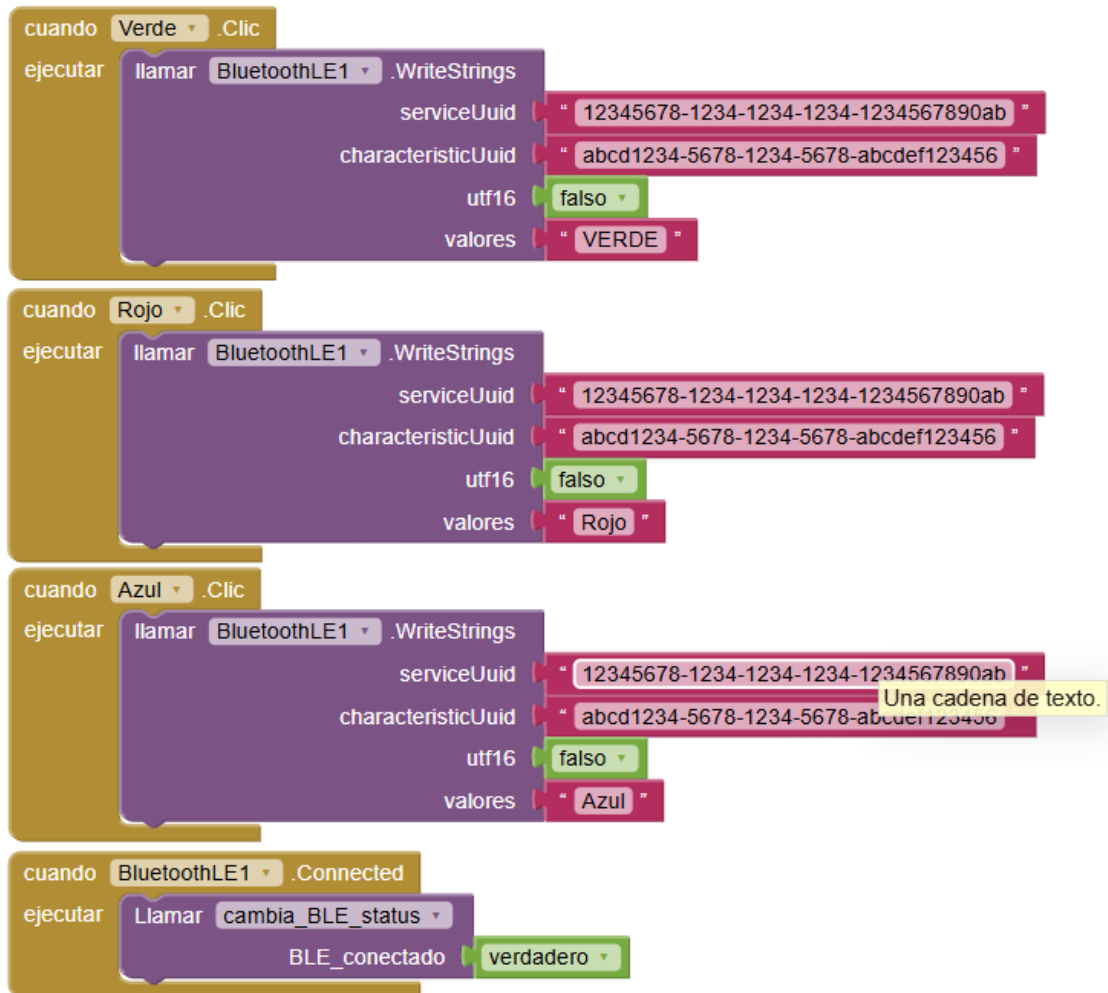 cuando Verde .Clic
ejecutar llamar BluetoothLE1 .WriteStrings
serviceUuid " 12345678-1234-1234-1234-1234567890ab "
characteristicUuid " abcd1234-5678-1234-5678-abcdef123456 "
utf16 falso
valores " VERDE "
cuando Rojo .Clic
ejecutar llamar BluetoothLE1 .WriteStrings
serviceUuid " 12345678-1234-1234-1234-1234567890ab "
characteristicUuid " abcd1234-5678-1234-5678-abcdef123456 "
utf16 falso
valores " Rojo "
cuando Azul .Clic
ejecutar llamar BluetoothLE1 .WriteStrings
serviceUuid " 12345678-1234-1234-1234-1234567890ab "
Una cadena de texto.
characteristicUuid " abcd1234-5678-1234-5678-abcdef123456
utf16 falso
valores " Azul "
cuando BluetoothLE1 .Connected
ejecutar Llamar cambia_BLE_status
BLE_conectado verdadero